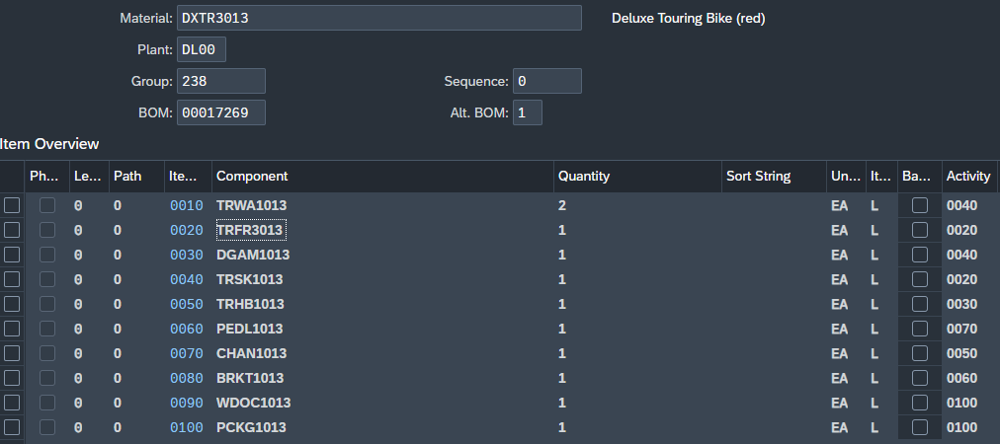 Material: DXTR3013 Deluxe Touring Bike (red)
Plant: DL00
Group: 238 Sequence: 0
BOM: 00017269 Alt. BOM: 1
Item Overview
Ph... Le... Path Ite... Component Quantity Sort String Un... It... Ba... Activity
0 0 0010 TRWA1013 2 EA L 0040
0 0 0020 TRFR3013 1 EA L 0020
0 0 0030 DGAM1013 1 EA L 0040
0 0 0040 TRSK1013 1 EA L 0020
0 0 0050 TRHB1013 1 EA L 0030
0 0 0060 PEDL1013 1 EA L 0070
0 0 0070 CHAN1013 1 EA L 0050
0 0 0080 BRKT1013 1 EA L 0060
0 0 0090 WDOC1013 1 EA L 0100
0 0 0100 PCKG1013 1 EA L 0100